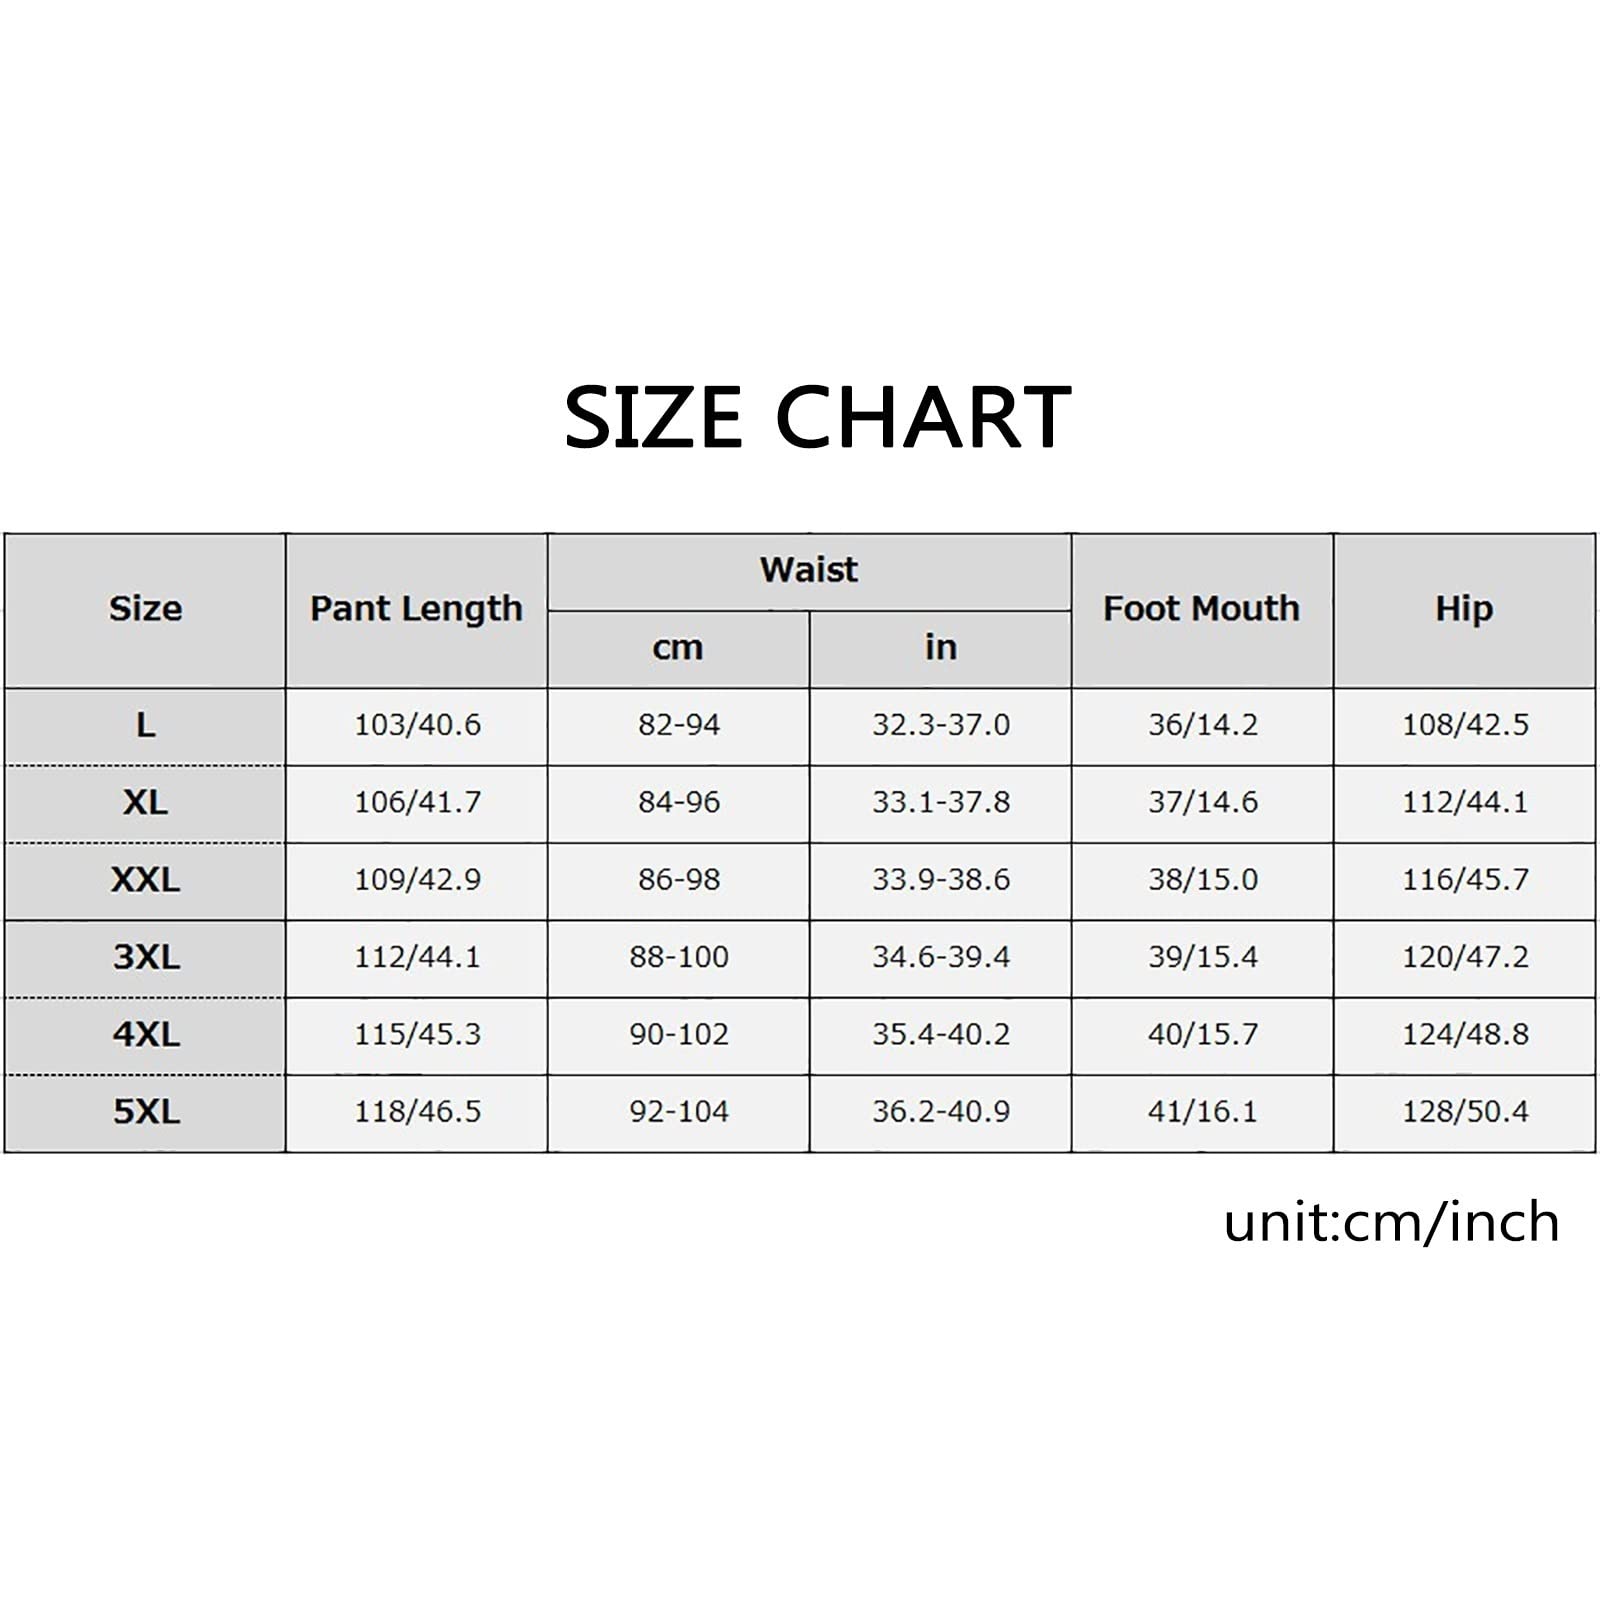 SIZE CHART
Size Pant Length Waist Foot Mouth Hip
cm in
L 103/40.6 82-94 32.3-37.0 36/14.2 108/42.5
XL 106/41.7 84-96 33.1-37.8 37/14.6 112/44.1
XXL 109/42.9 86-98 33.9-38.6 38/15.0 116/45.7
3XL 112/44.1 88-100 34.6-39.4 39/15.4 120/47.2
4XL 115/45.3 90-102 35.4-40.2 40/15.7 124/48.8
5XL 118/46.5 92-104 36.2-40.9 41/16.1 128/50.4
unit:cm/inch